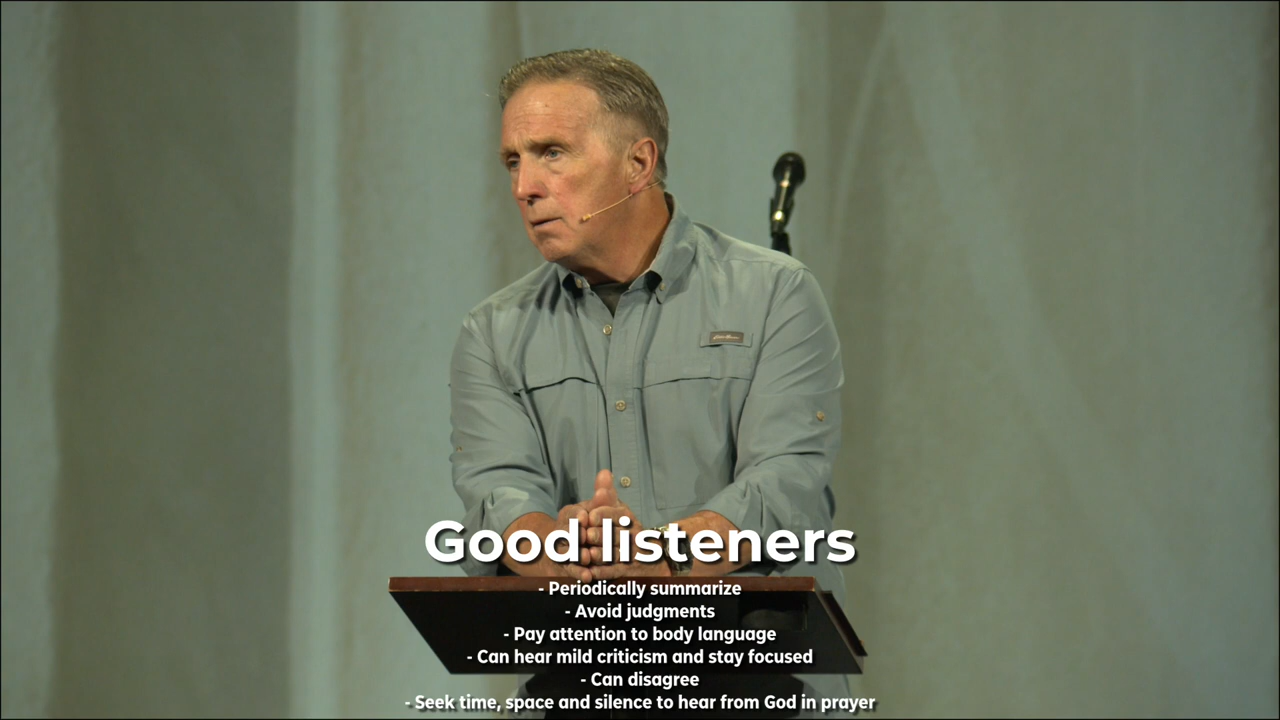 Good listeners
- Periodically summarize
- Avoid judgments
- Pay attention to body language
- Can hear mild criticism and stay focused
- Can disagree
- Seek time, space and silence to hear from God in prayer